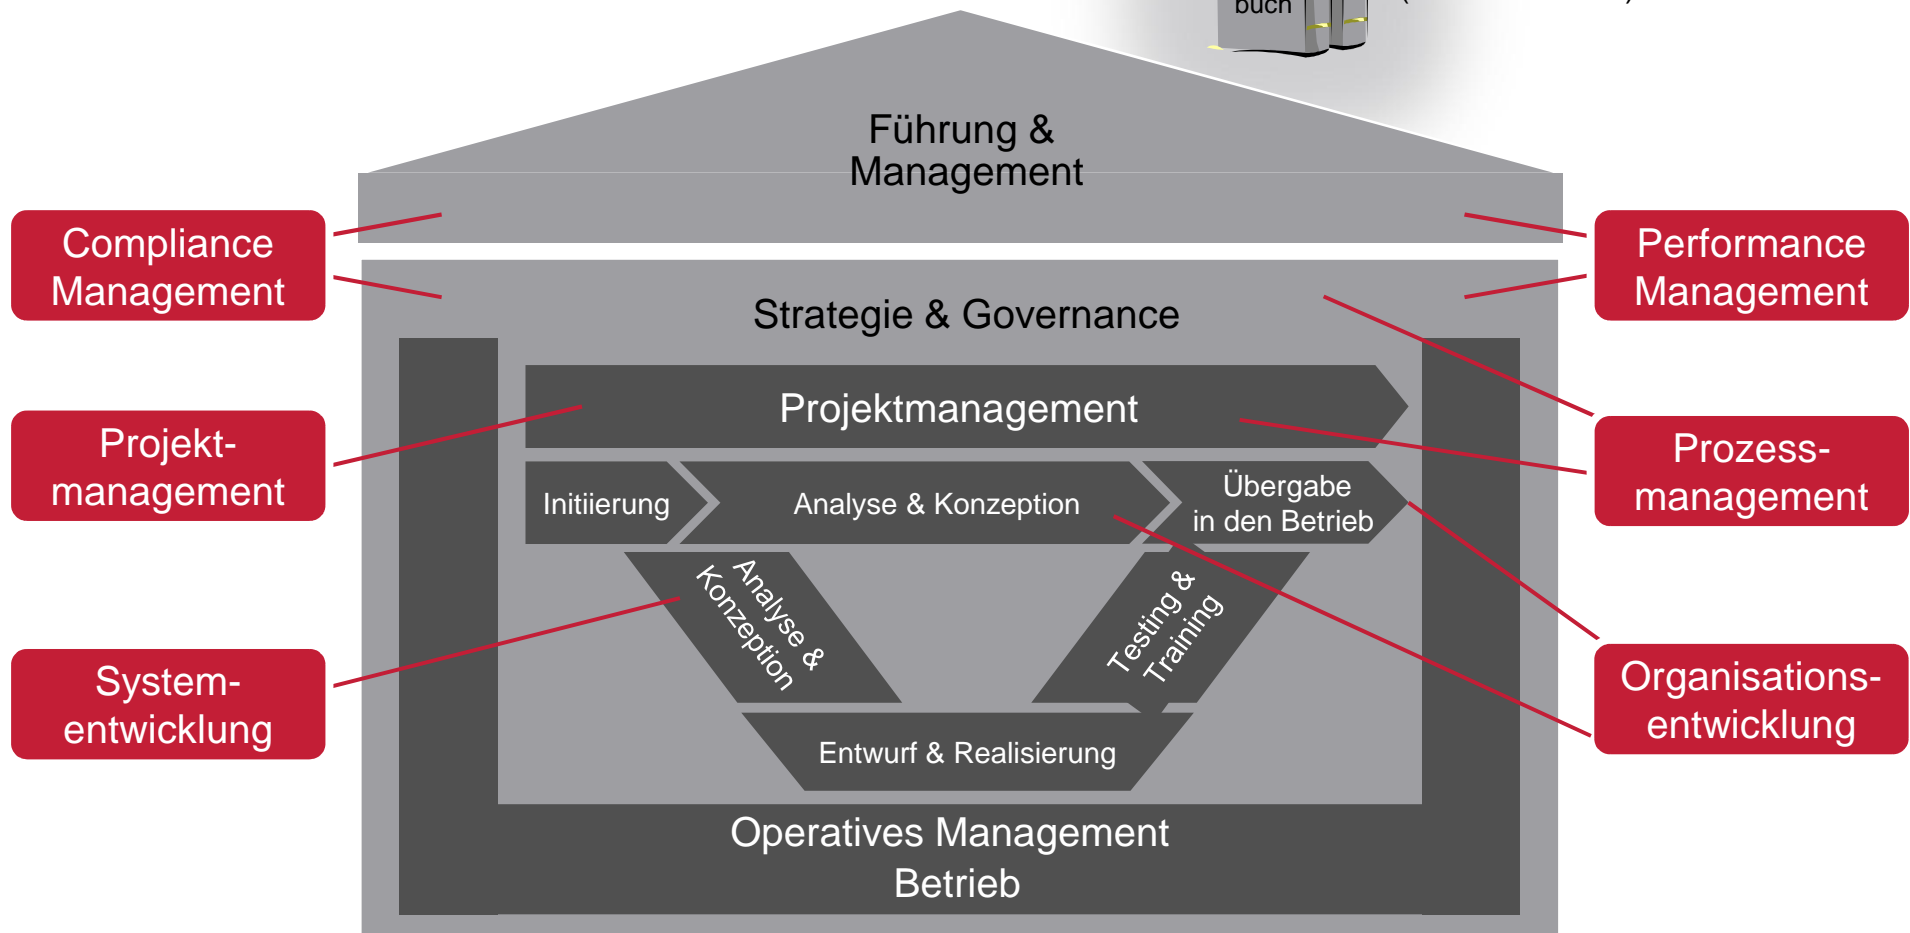 buch
Führung &
Management
Compliance
Management
Performance
Management
Strategie & Governance
Projektmanagement
Projekt-
management
Prozess-
management
Initiierung
Analyse & Konzeption
Übergabe
in den Betrieb
Analyse &
Konzeption
Testing &
Training
System-
entwicklung
Organisations-
entwicklung
Entwurf & Realisierung
Operatives Management
Betrieb